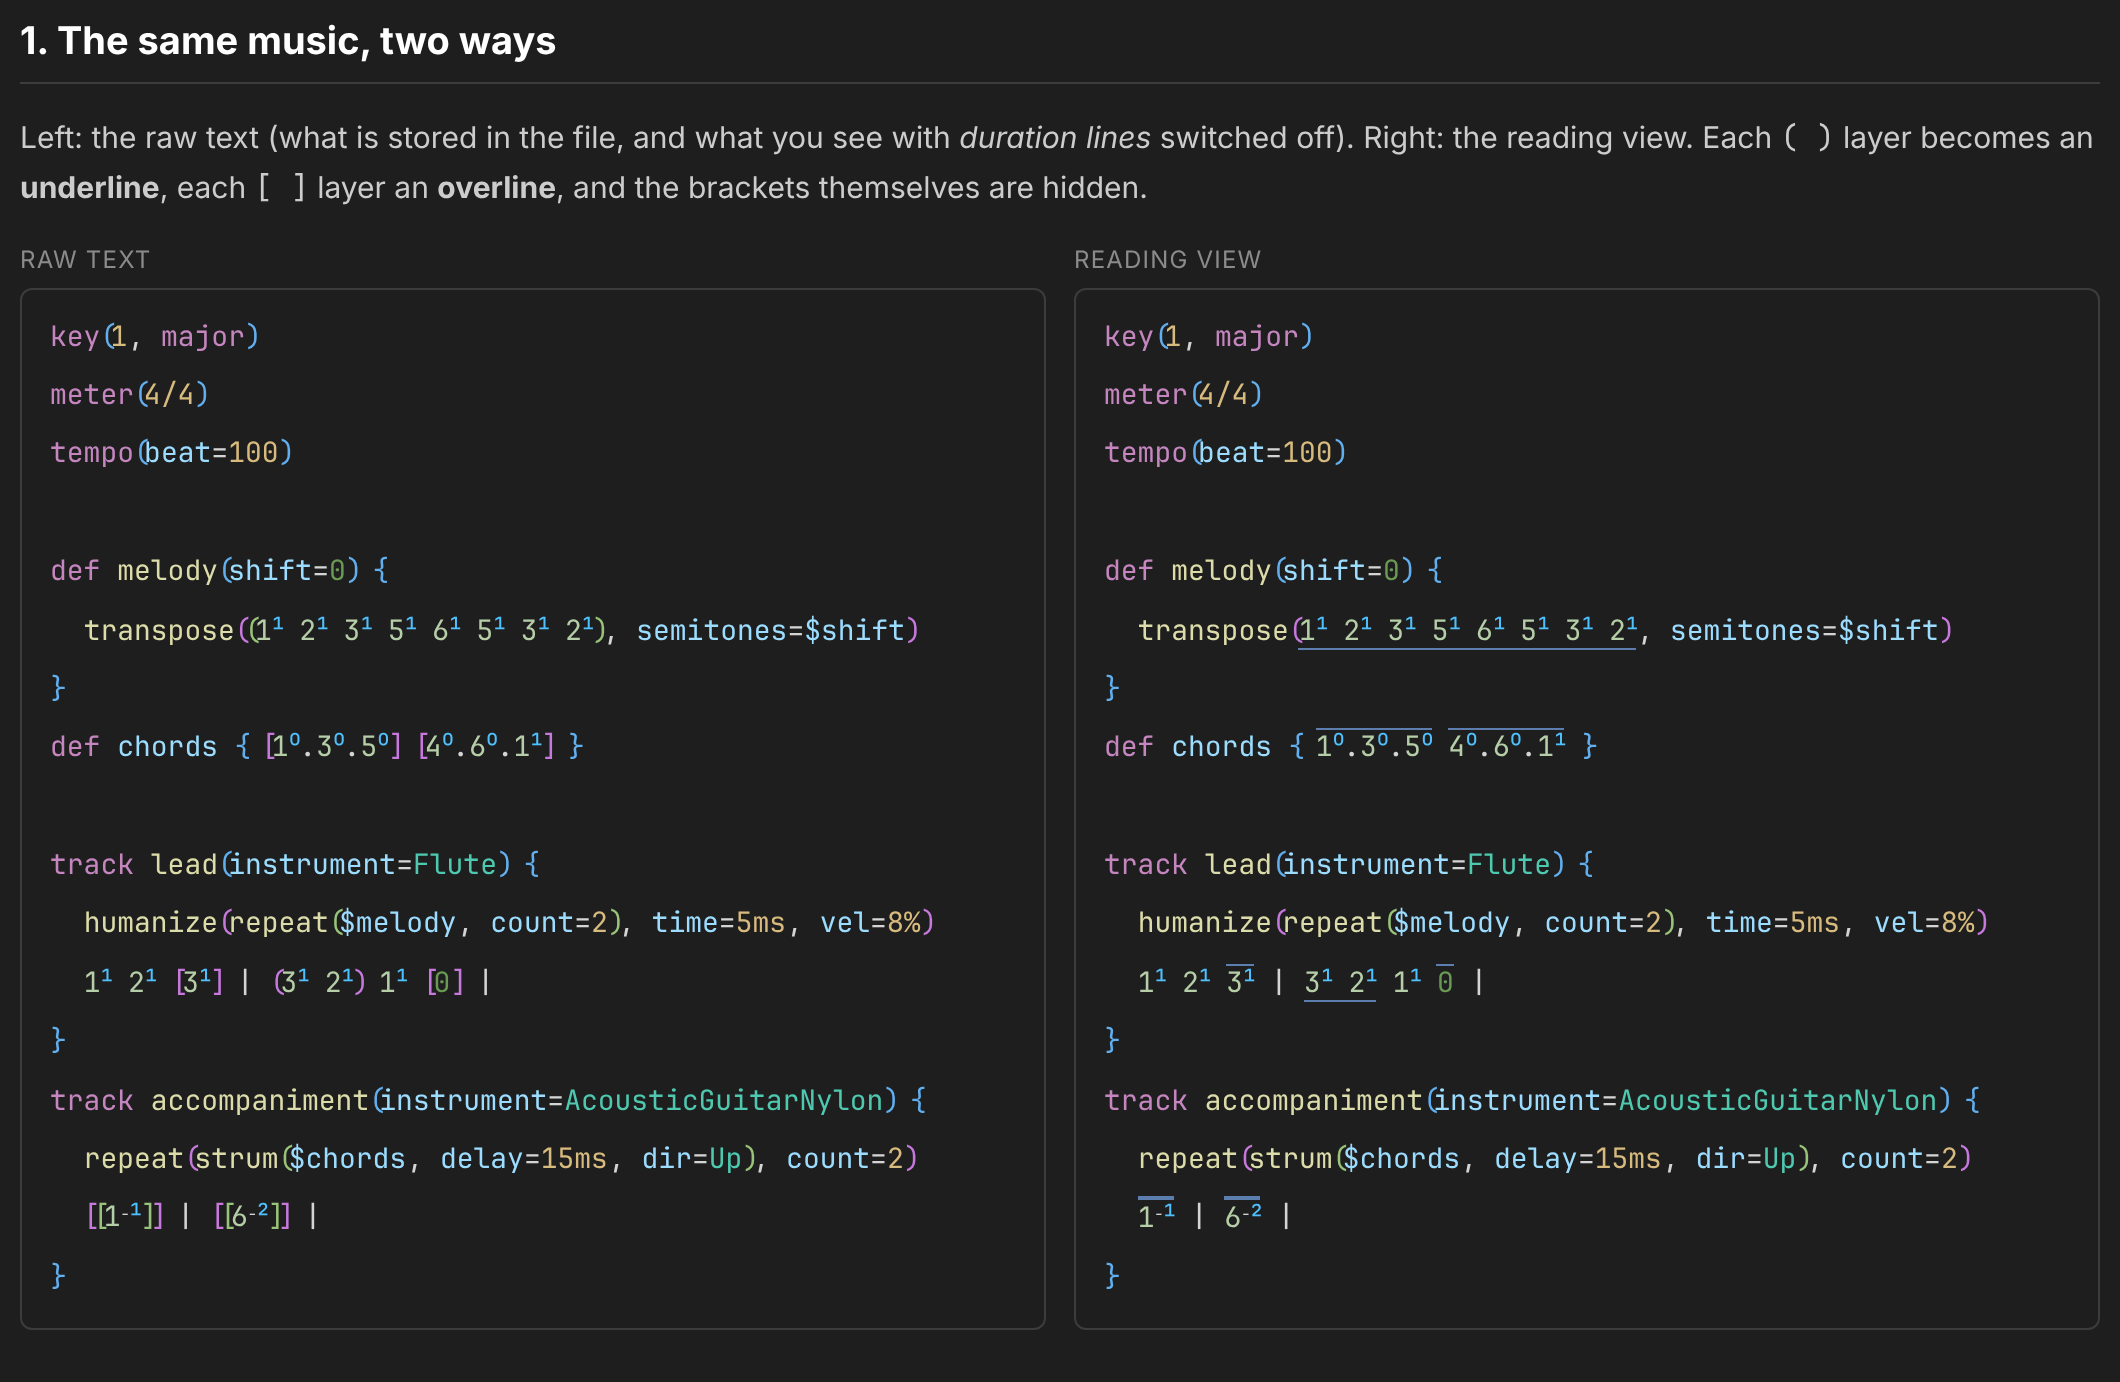 1. The same music, two ways
Left: the raw text (what is stored in the file, and what you see with duration lines switched off). Right: the reading view. Each ( ) layer becomes an
underline, each [ ] layer an overline, and the brackets themselves are hidden.
RAW TEXT
key(1, major)
meter(4/4)
tempo(beat=100)
def melody(shift=0) {
transpose((1¹ 2¹ 3¹ 5¹ 6¹ 5¹ 3¹ 2¹), semitones=$shift)
}
def chords { [1⁰.3⁰.5⁰] [4⁰.6⁰.1¹] }
track lead(instrument=Flute) {
humanize(repeat($melody, count=2), time=5ms, vel=8%)
1¹ 2¹ [3¹] | (3¹ 2¹) 1¹ [0] |
}
track accompaniment(instrument=AcousticGuitarNylon) {
repeat(strum($chords, delay=15ms, dir=Up), count=2)
[[1⁻¹]] | [[6⁻²]] |
}
READING VIEW
key(1, major)
meter(4/4)
tempo(beat=100)
def melody(shift=0) {
transpose(1¹ 2¹ 3¹ 5¹ 6¹ 5¹ 3¹ 2¹, semitones=$shift)
}
def chords { 1⁰.3⁰.5⁰ 4⁰.6⁰.1¹ }
track lead(instrument=Flute) {
humanize(repeat($melody, count=2), time=5ms, vel=8%)
1¹ 2¹ 3¹ | 3¹ 2¹ 1¹ 0 |
}
track accompaniment(instrument=AcousticGuitarNylon) {
repeat(strum($chords, delay=15ms, dir=Up), count=2)
1⁻¹ | 6⁻² |
}